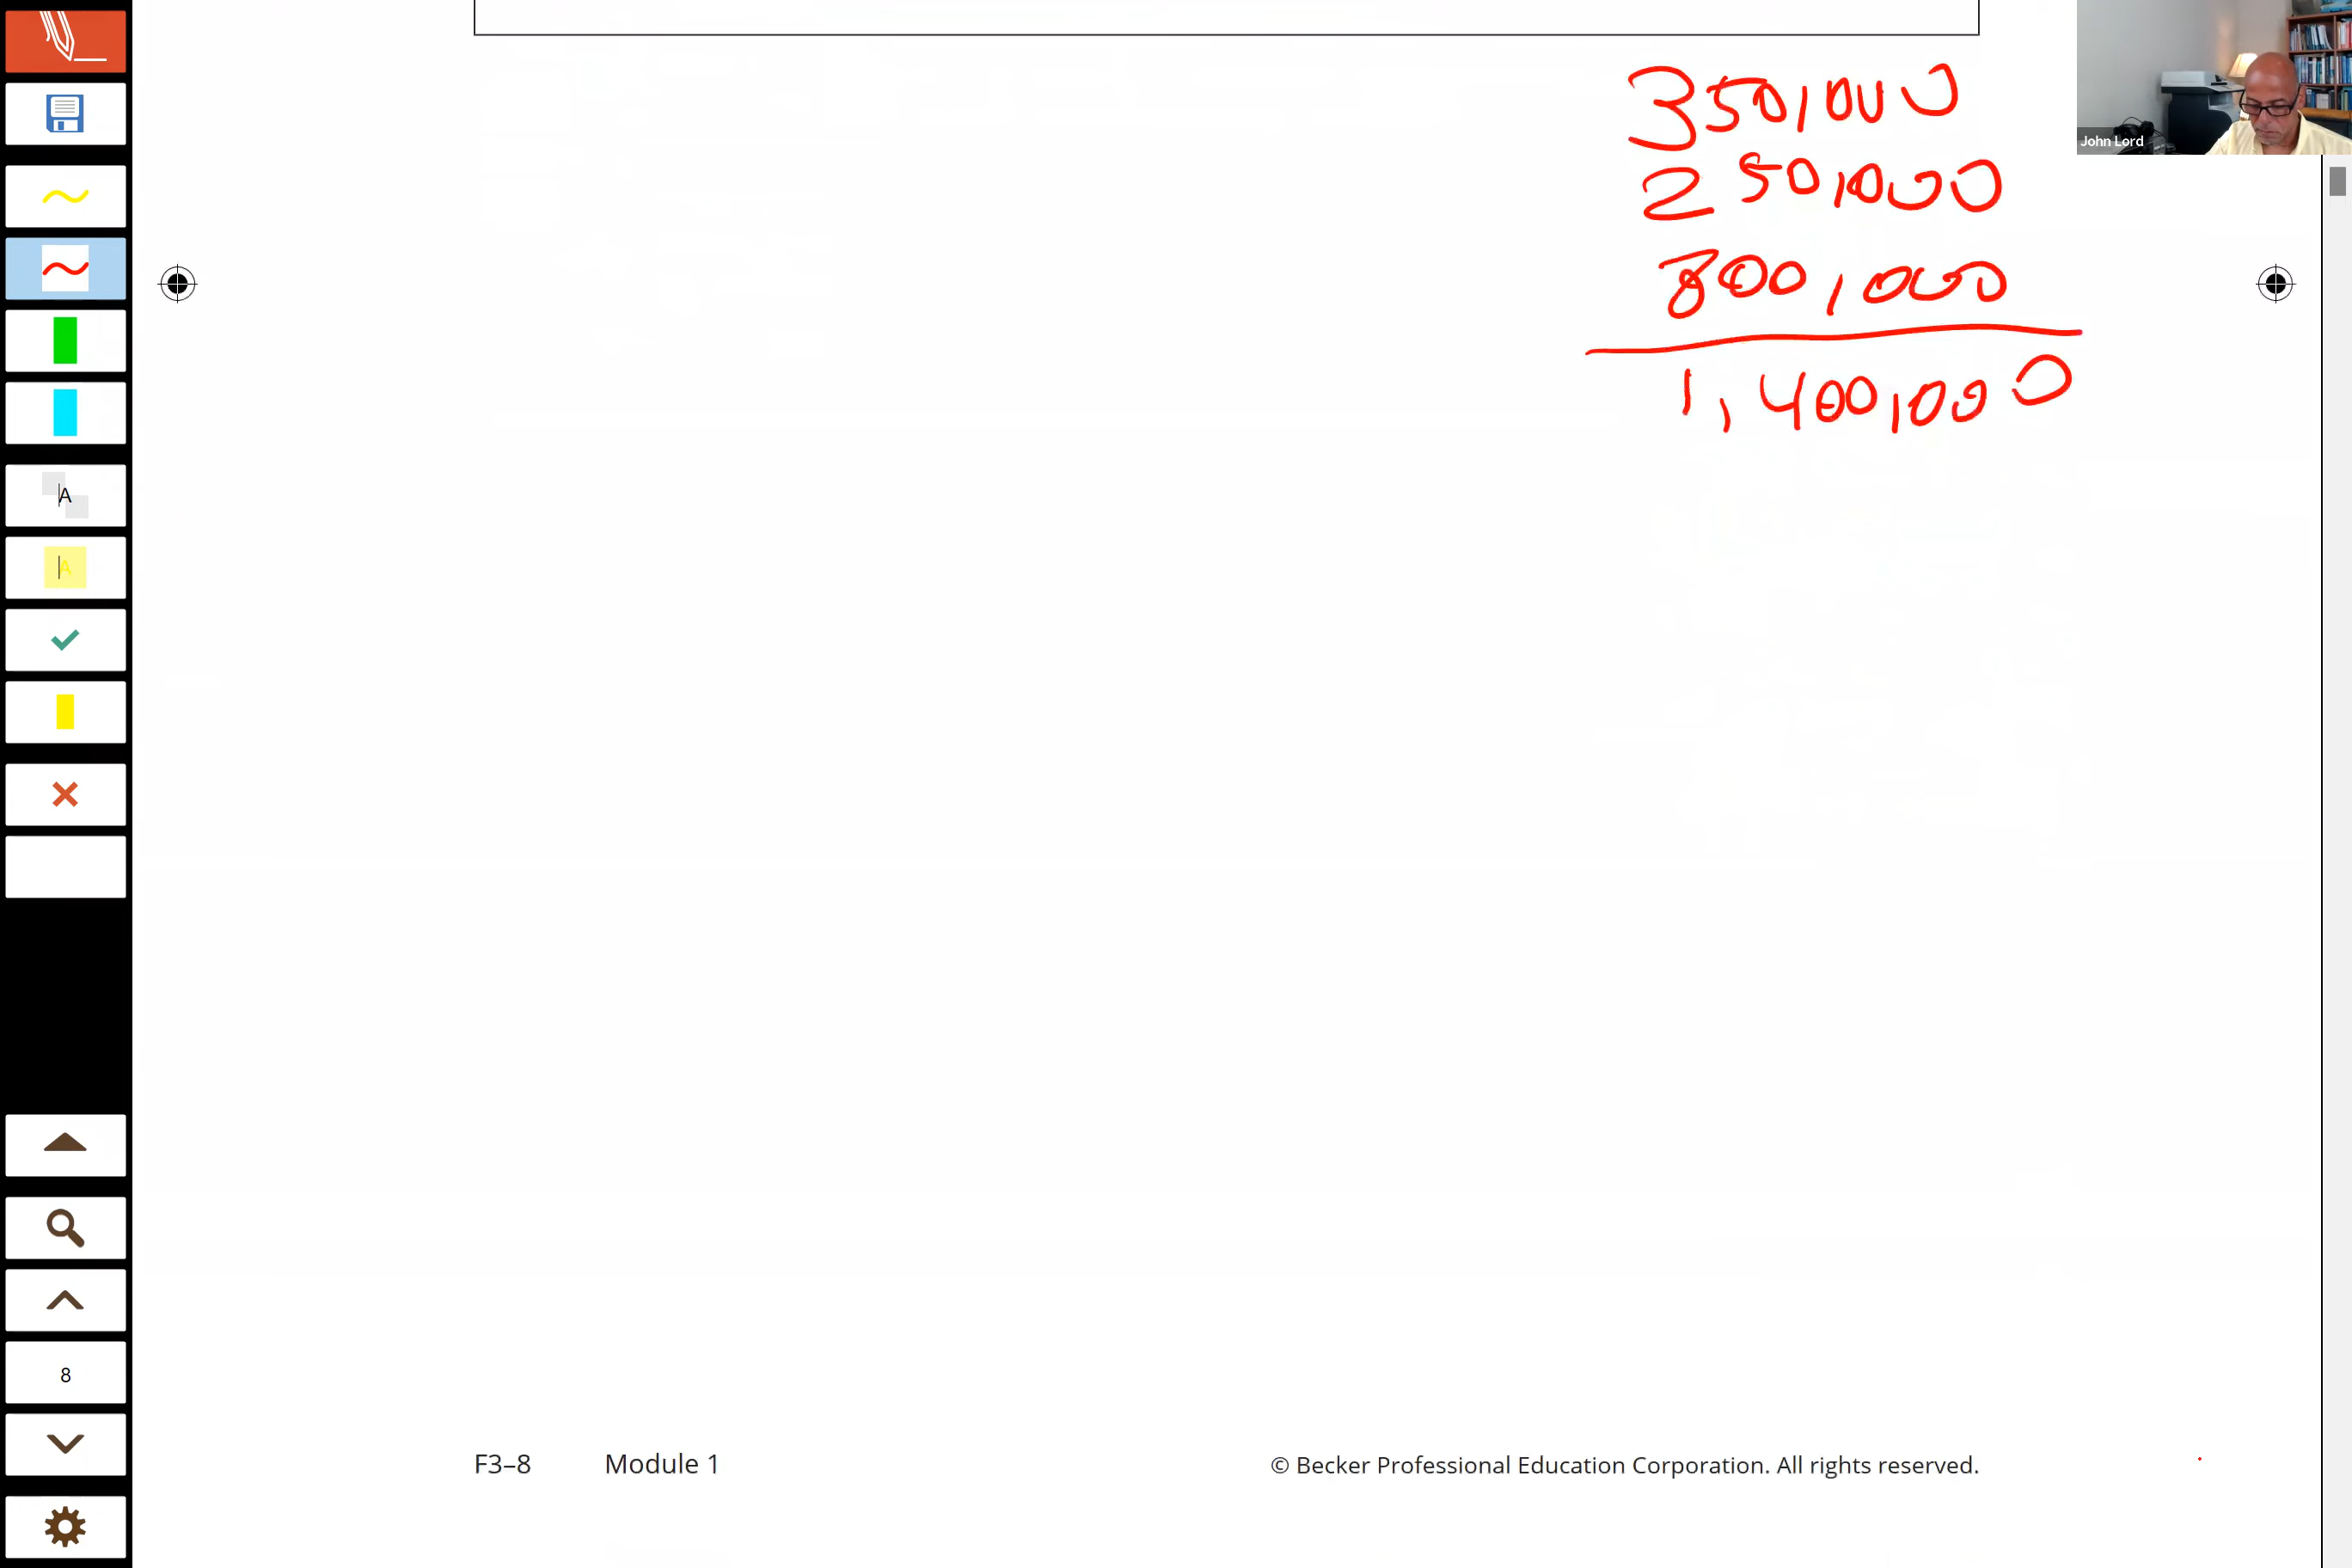 350,000
John Lord
250,000
800,000
1,400,000
A
A
8
F3–8 Module 1 © Becker Professional Education Corporation. All rights reserved.